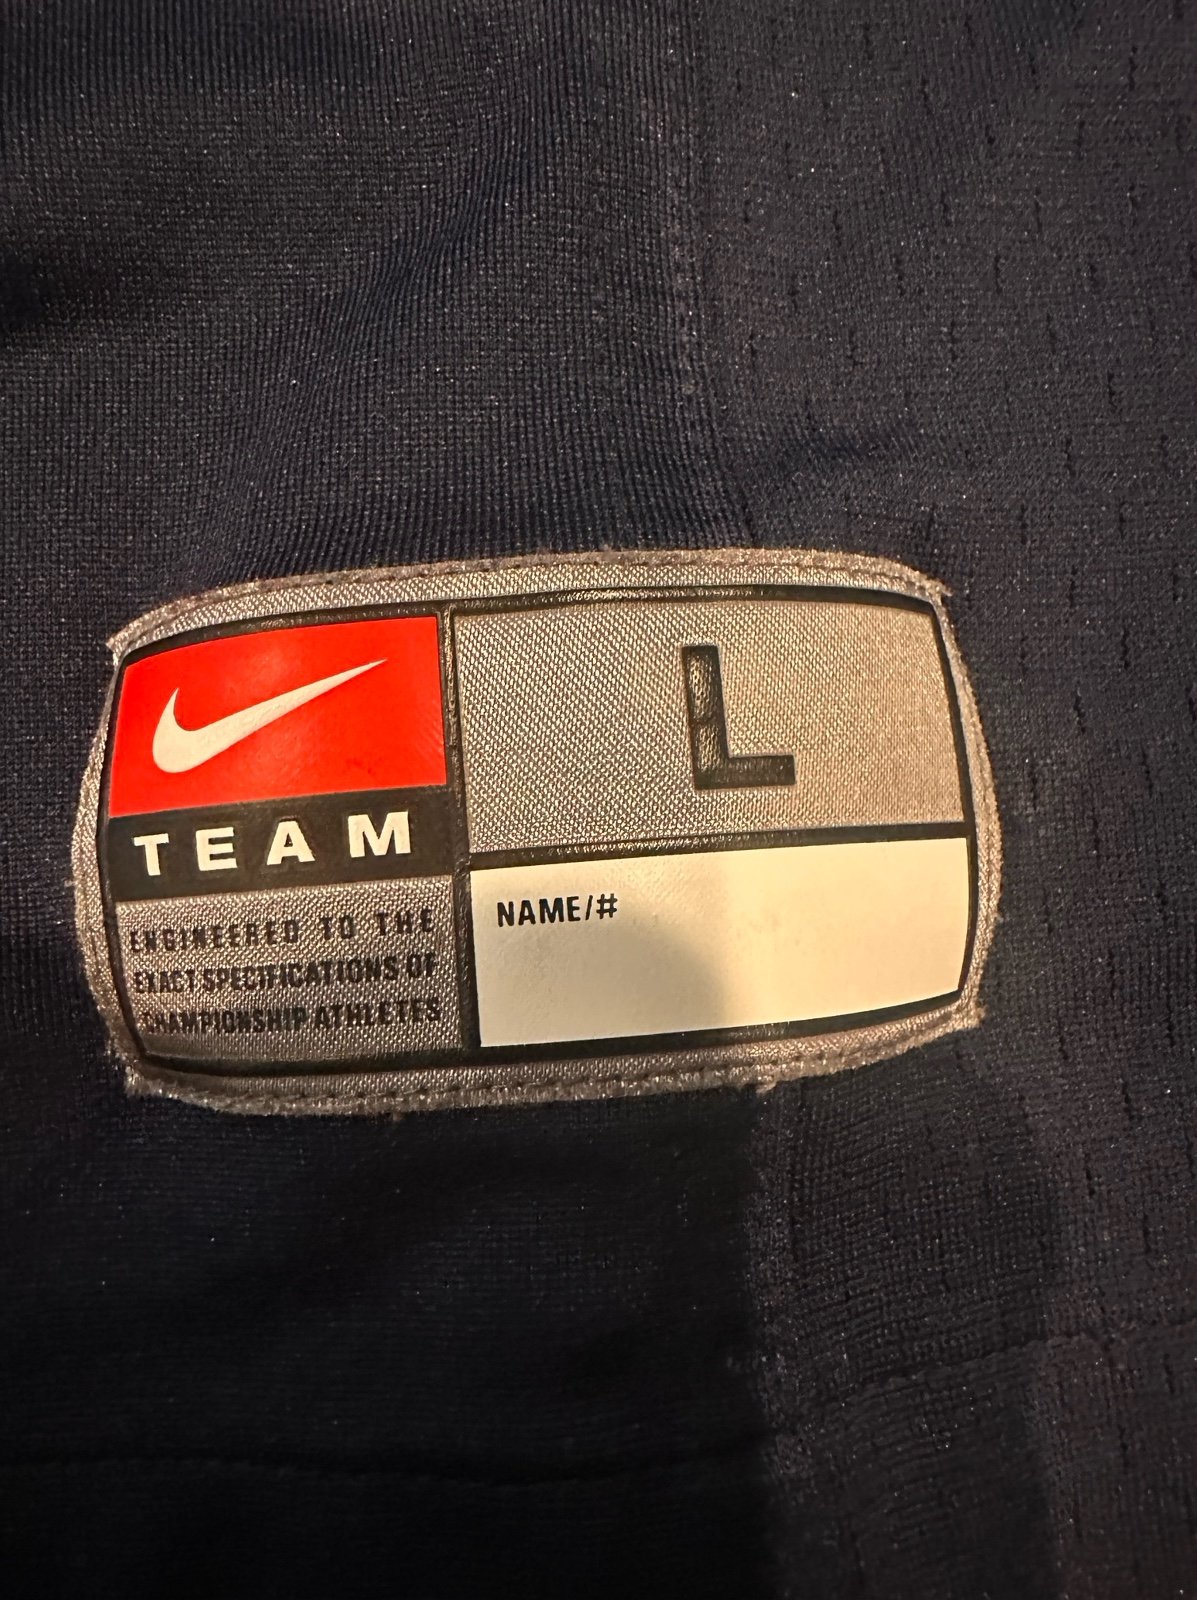 TEAM
L
NAME/#
ENGINEERED TO THE
EXACT SPECIFICATIONS OF
CHAMPIONSHIP ATHLETES